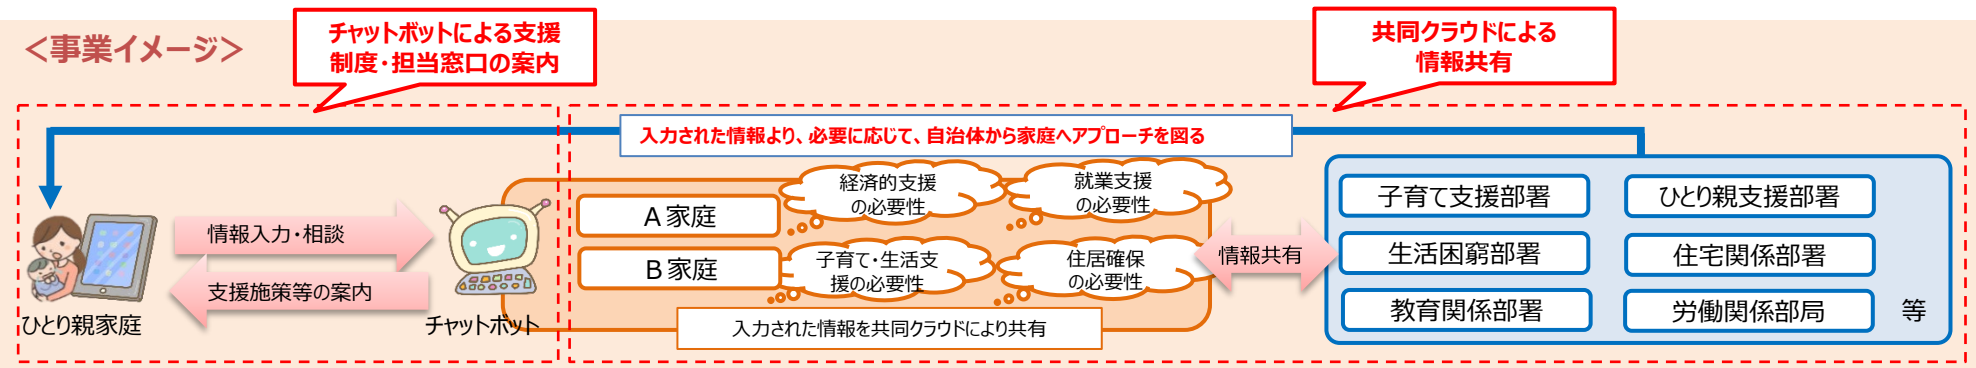 ＜事業イメージ＞
チャットボットによる支援
制度・担当窓口の案内
共同クラウドによる
情報共有
入力された情報より、必要に応じて、自治体から家庭へアプローチを図る
ひとり親家庭
情報入力・相談
支援施策等の案内
チャットボット
A家庭
B家庭
経済的支援
の必要性
就業支援
の必要性
子育て・生活支
援の必要性
住居確保
の必要性
入力された情報を共同クラウドにより共有
情報共有
子育て支援部署
ひとり親支援部署
生活困窮部署
住宅関係部署
教育関係部署
労働関係部局
等